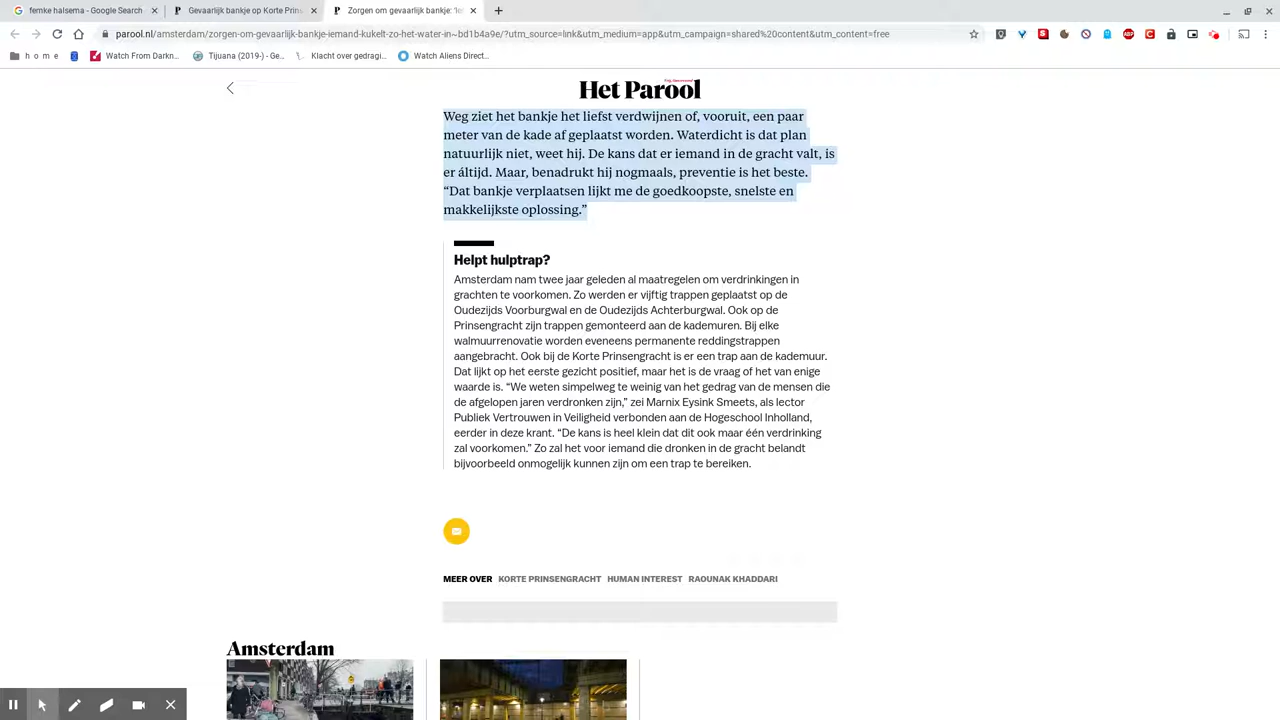 femke halsema - Google Search
Gevaarlijk bankje op Korte Prins
Zorgen om gevaarlijk bankje: 'Io
parool.nl/amsterdam/zorgen-om-gevaarlijk-bankje-iemand-kukelt-zo-het-water-in~bd1b4a9e/?utm_source=link&utm_medium=app&utm_campaign=shared%20content&utm_content=free
h o m e
Watch From Darkn...
Tijuana (2019-) - Ge...
Klacht over gedragi...
Watch Aliens Direct...
Het Parool
Weg ziet het bankje het liefst verdwijnen of, vooruit, een paar
meter van de kade af geplaatst worden. Waterdicht is dat plan
natuurlijk niet, weet hij. De kans dat er iemand in de gracht valt, is
er áltijd. Maar, benadrukt hij nogmaals, preventie is het beste.
“Dat bankje verplaatsen lijkt me de goedkoopste, snelste en
makkelijkste oplossing.”
Helpt hulptrap?
Amsterdam nam twee jaar geleden al maatregelen om verdrinkingen in
grachten te voorkomen. Zo werden er vijftig trappen geplaatst op de
Oudezijds Voorburgwal en de Oudezijds Achterburgwal. Ook op de
Prinsengracht zijn trappen gemonteerd aan de kademuren. Bij elke
walmuurrenovatie worden eveneens permanente reddingstrappen
aangebracht. Ook bij de Korte Prinsengracht is er een trap aan de kademuur.
Dat lijkt op het eerste gezicht positief, maar het is de vraag of het van enige
waarde is. “We weten simpelweg te weinig van het gedrag van de mensen die
de afgelopen jaren verdronken zijn,” zei Marnix Eysink Smeets, als lector
Publiek Vertrouwen in Veiligheid verbonden aan de Hogeschool Inholland,
eerder in deze krant. “De kans is heel klein dat dit ook maar één verdrinking
zal voorkomen.” Zo zal het voor iemand die dronken in de gracht belandt
bijvoorbeeld onmogelijk kunnen zijn om een trap te bereiken.
MEER OVER KORTE PRINSENGRACHT HUMAN INTEREST RAOUNAK KHADDARI
Amsterdam